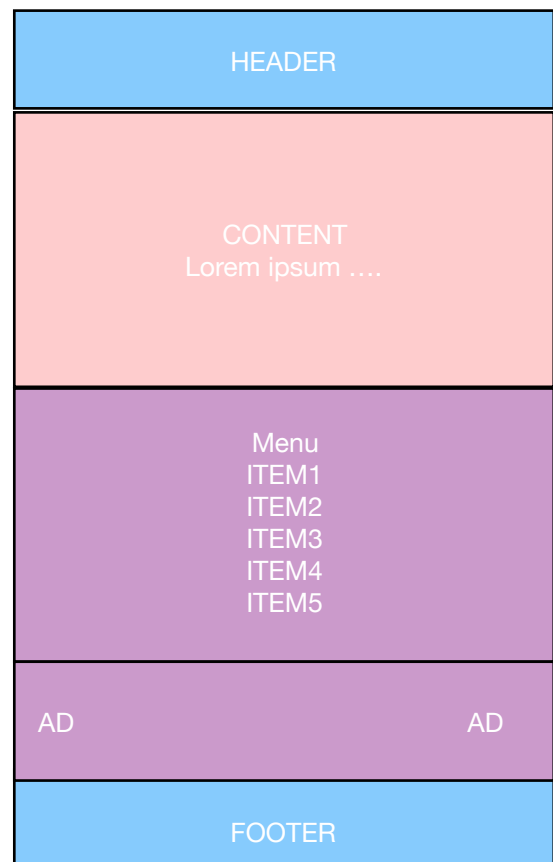 HEADER
CONTENT
Lorem ipsum ….
Menu
ITEM1
ITEM2
ITEM3
ITEM4
ITEM5
AD AD
FOOTER